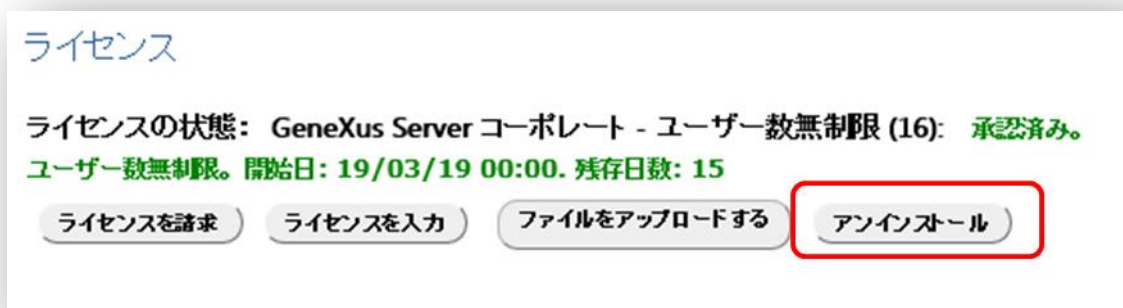 ライセンス
ライセンスの状態： GeneXus Server コーポレート - ユーザー数無制限 (16): 承認済み。
ユーザー数無制限。開始日: 19/03/19 00:00. 残存日数: 15
ライセンスを請求 ライセンスを入力 ファイルをアップロードする アンインストール